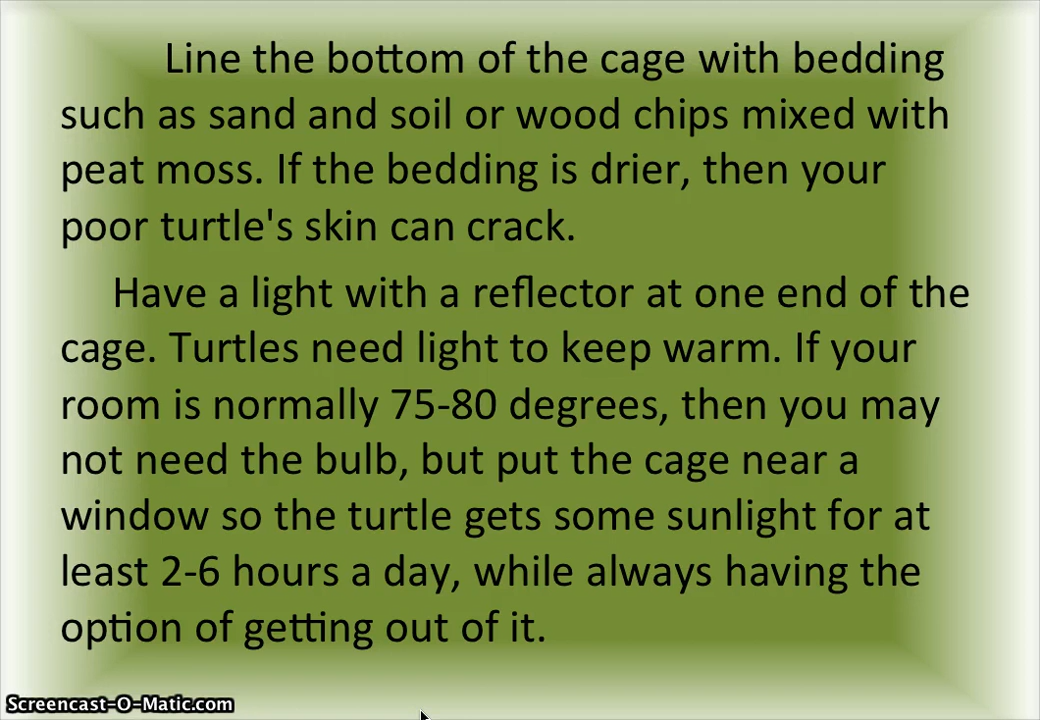 Line the bottom of the cage with bedding
such as sand and soil or wood chips mixed with
peat moss. If the bedding is drier, then your
poor turtle's skin can crack.
Have a light with a reflector at one end of the
cage. Turtles need light to keep warm. If your
room is normally 75-80 degrees, then you may
not need the bulb, but put the cage near a
window so the turtle gets some sunlight for at
least 2-6 hours a day, while always having the
option of getting out of it.
Screencast-O-Matic.com